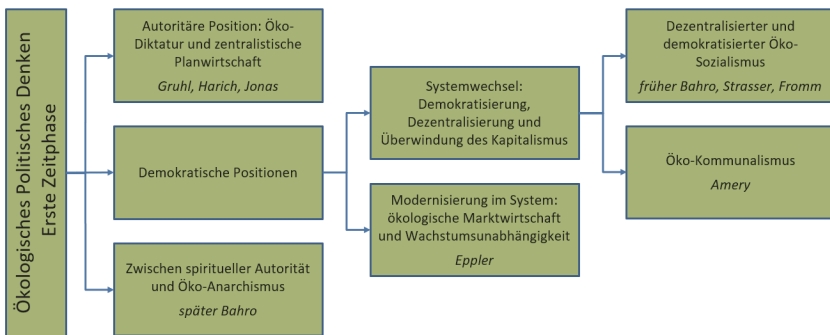 Ökologisches Politisches Denken
Erste Zeitphase
Autoritäre Position: Öko-
Diktatur und zentralistische
Planwirtschaft
Gruhl, Harich, Jonas
Demokratische Positionen
Zwischen spiritueller Autorität
und Öko-Anarchismus
später Bahro
Systemwechsel:
Demokratisierung,
Dezentralisierung und
Überwindung des Kapitalismus
Modernisierung im System:
ökologische Marktwirtschaft
und Wachstumsunabhängigkeit
Eppler
Dezentralisierter und
demokratisierter Öko-
Sozialismus
früher Bahro, Strasser, Fromm
Öko-Kommunalismus
Amery